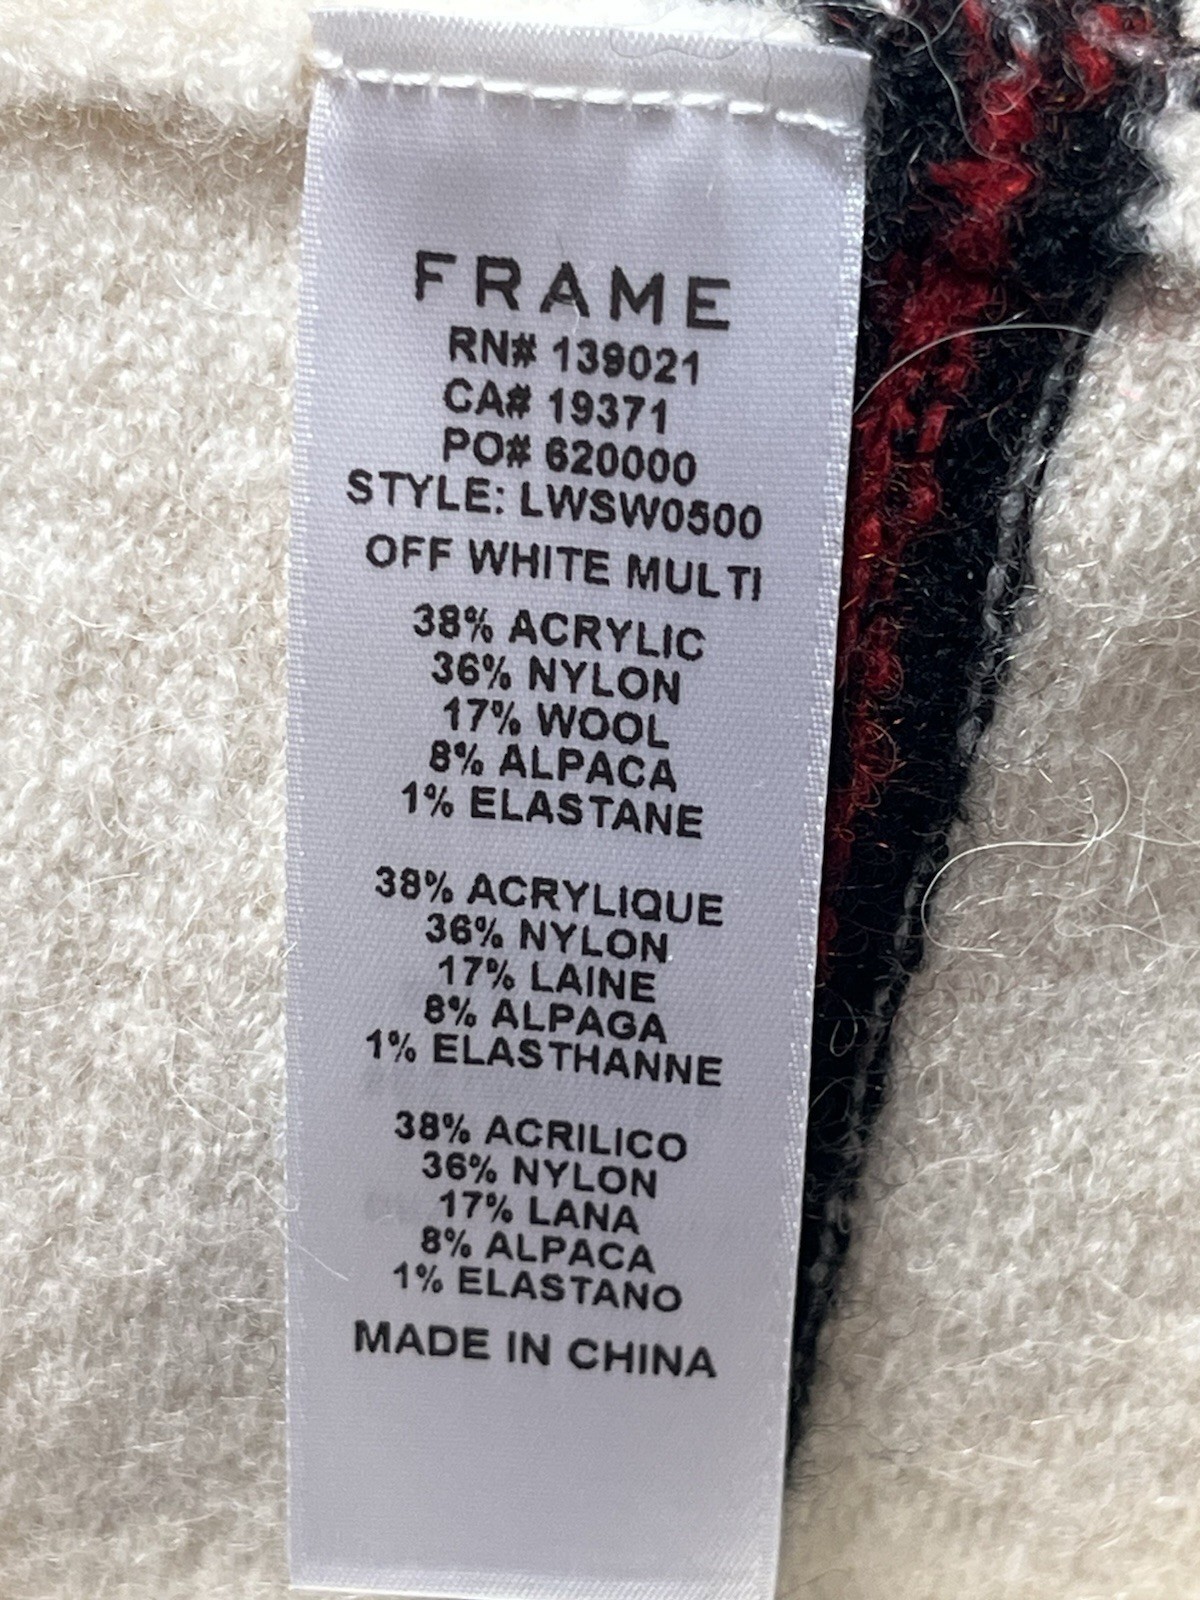 FRAME
RN# 139021
CA# 19371
PO# 620000
STYLE: LWSW0500
OFF WHITE MULTI
38% ACRYLIC
36% NYLON
17% WOOL
8% ALPACA
1% ELASTANE
38% ACRYLIQUE
36% NYLON
17% LAINE
8% ALPAGA
1% ELASTHANNE
38% ACRILICO
36% NYLON
17% LANA
8% ALPACA
1% ELASTANO
MADE IN CHINA